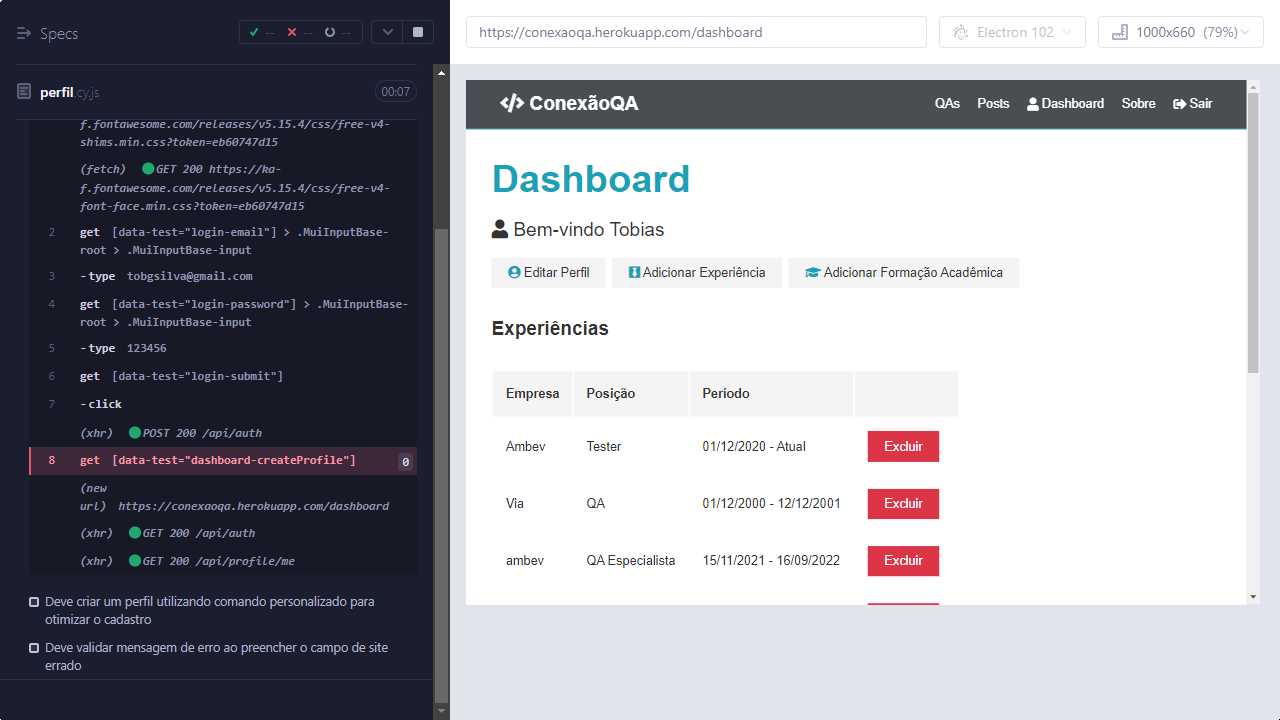 Specs
--
--
--
perfil.cy.js
00:07
f.fontawesome.com/releases/v5.15.4/css/free-v4-
shims.min.css?token=eb60747d15
(fetch) GET 200 https://ka-
f.fontawesome.com/releases/v5.15.4/css/free-v4-
font-face.min.css?token=eb60747d15
2 get [data-test="login-email"] > .MuiInputBase-
root > .MuiInputBase-input
3 -type tobgsilva@gmail.com
4 get [data-test="login-password"] > .MuiInputBase-
root > .MuiInputBase-input
5 -type 123456
6 get [data-test="login-submit"]
7 -click
(xhr) POST 200 /api/auth
8 get [data-test="dashboard-createProfile"] 0
(new
url) https://conexaoqa.herokuapp.com/dashboard
(xhr) GET 200 /api/auth
(xhr) GET 200 /api/profile/me
Deve criar um perfil utilizando comando personalizado para
otimizar o cadastro
Deve validar mensagem de erro ao preencher o campo de site
errado
https://conexaoqa.herokuapp.com/dashboard
Electron 102
1000x660 (79%)
ConexãoQA
QAs Posts Dashboard Sobre Sair
Dashboard
Bem-vindo Tobias
Editar Perfil
Adicionar Experiência
Adicionar Formação Acadêmica
Experiências
Empresa Posição Período
Ambev Tester 01/12/2020 - Atual Excluir
Via QA 01/12/2000 - 12/12/2001 Excluir
ambev QA Especialista 15/11/2021 - 16/09/2022 Excluir